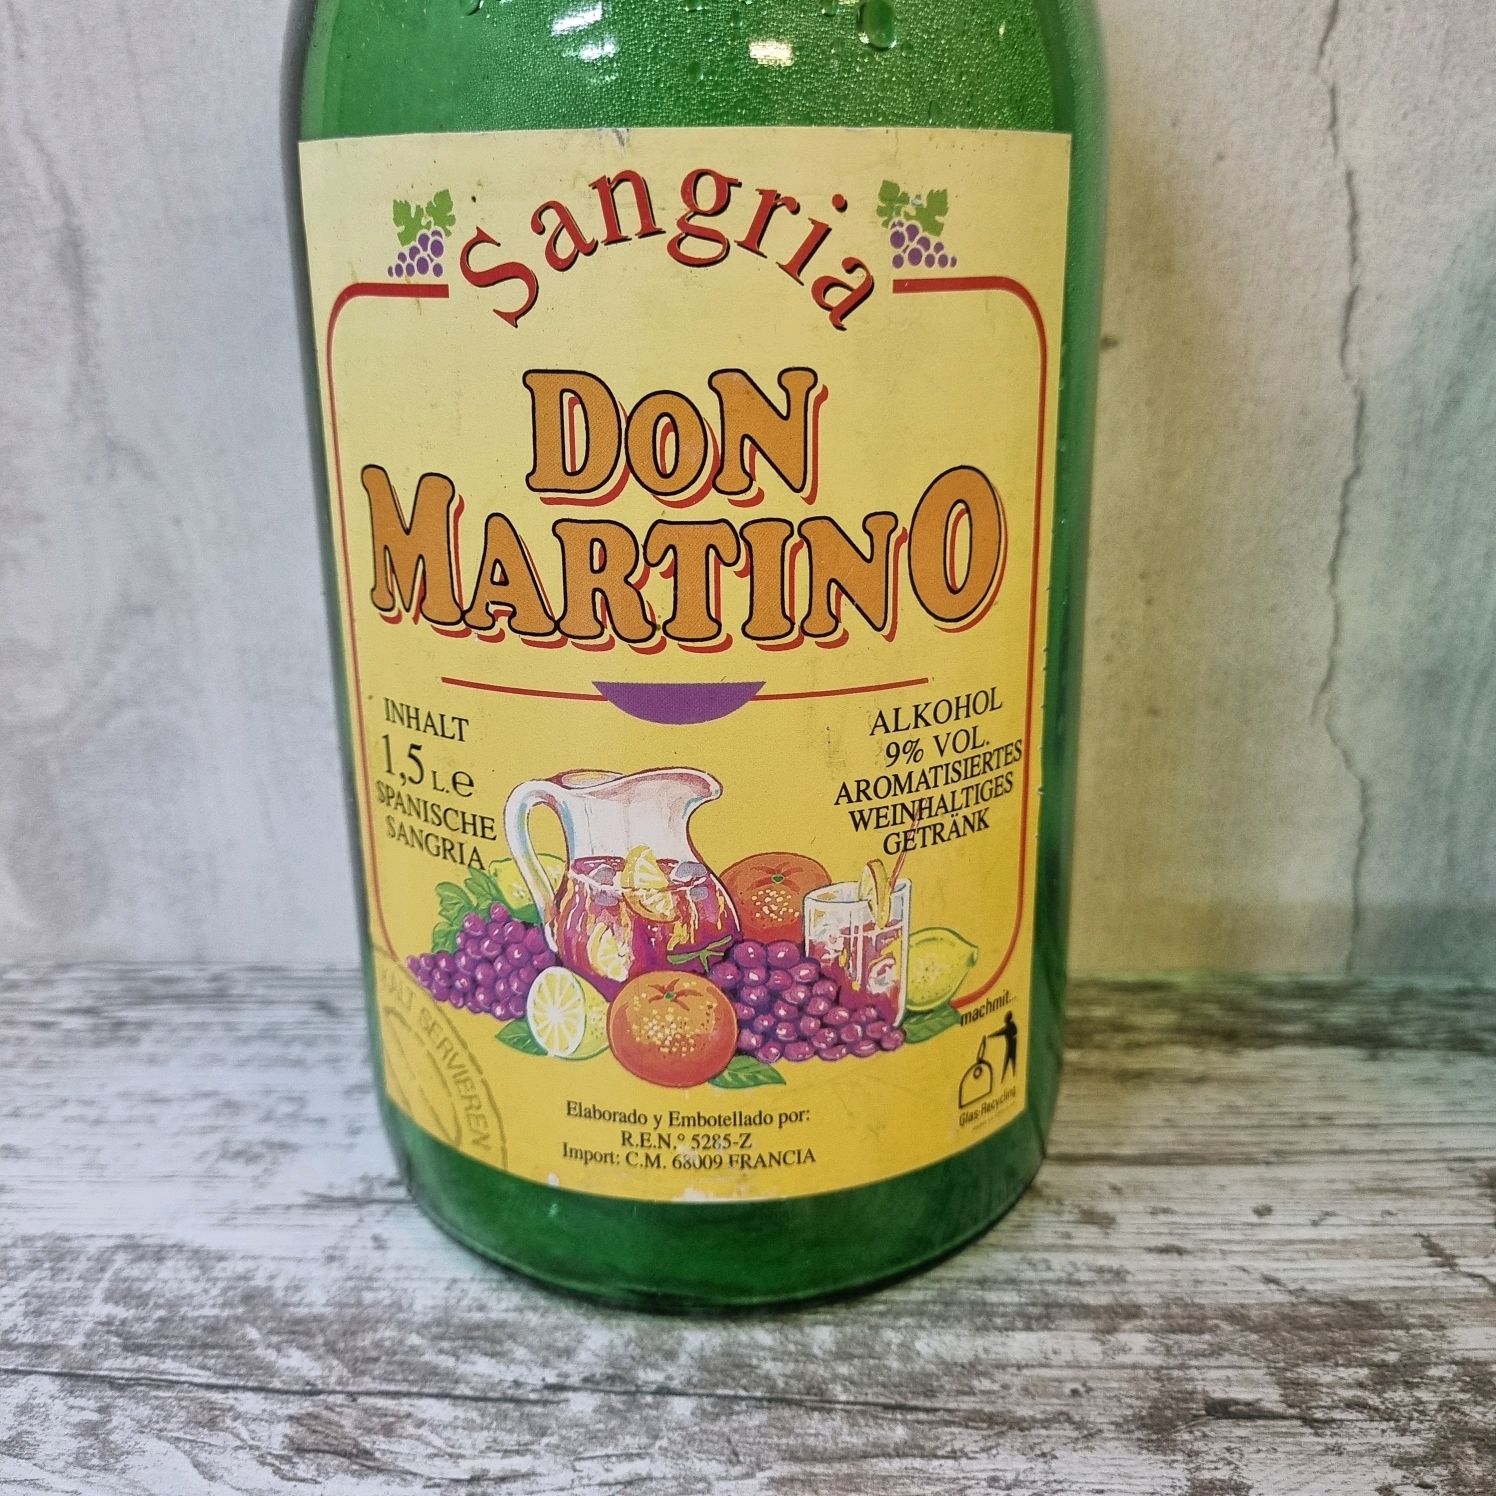 Sangria
DON
MARTINO
INHALT
1,5 L.e
SPANISCHE
SANGRIA
ALKOHOL
9% VOL.
AROMATISIERTES
WEINHALTIGES
GETRÄNK
KALT SERVIEREN
machmit...
Glas-Recycling
Elaborado y Embotellado por:
R.E.N.º 5285-Z
Import: C.M. 68009 FRANCIA